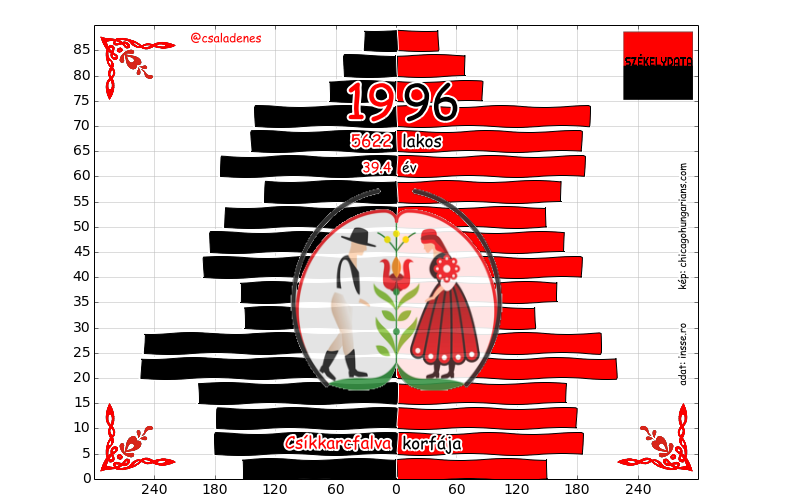 @csaladenes
SZÉKELYDATA
1996
5622 lakos
39.4 év
kép: chicagohungarians.com
adat: insse.ro
Csíkkarcfalva korfája
85
80
75
70
65
60
55
50
45
40
35
30
25
20
15
10
5
0
240 180 120 60 0 60 120 180 240